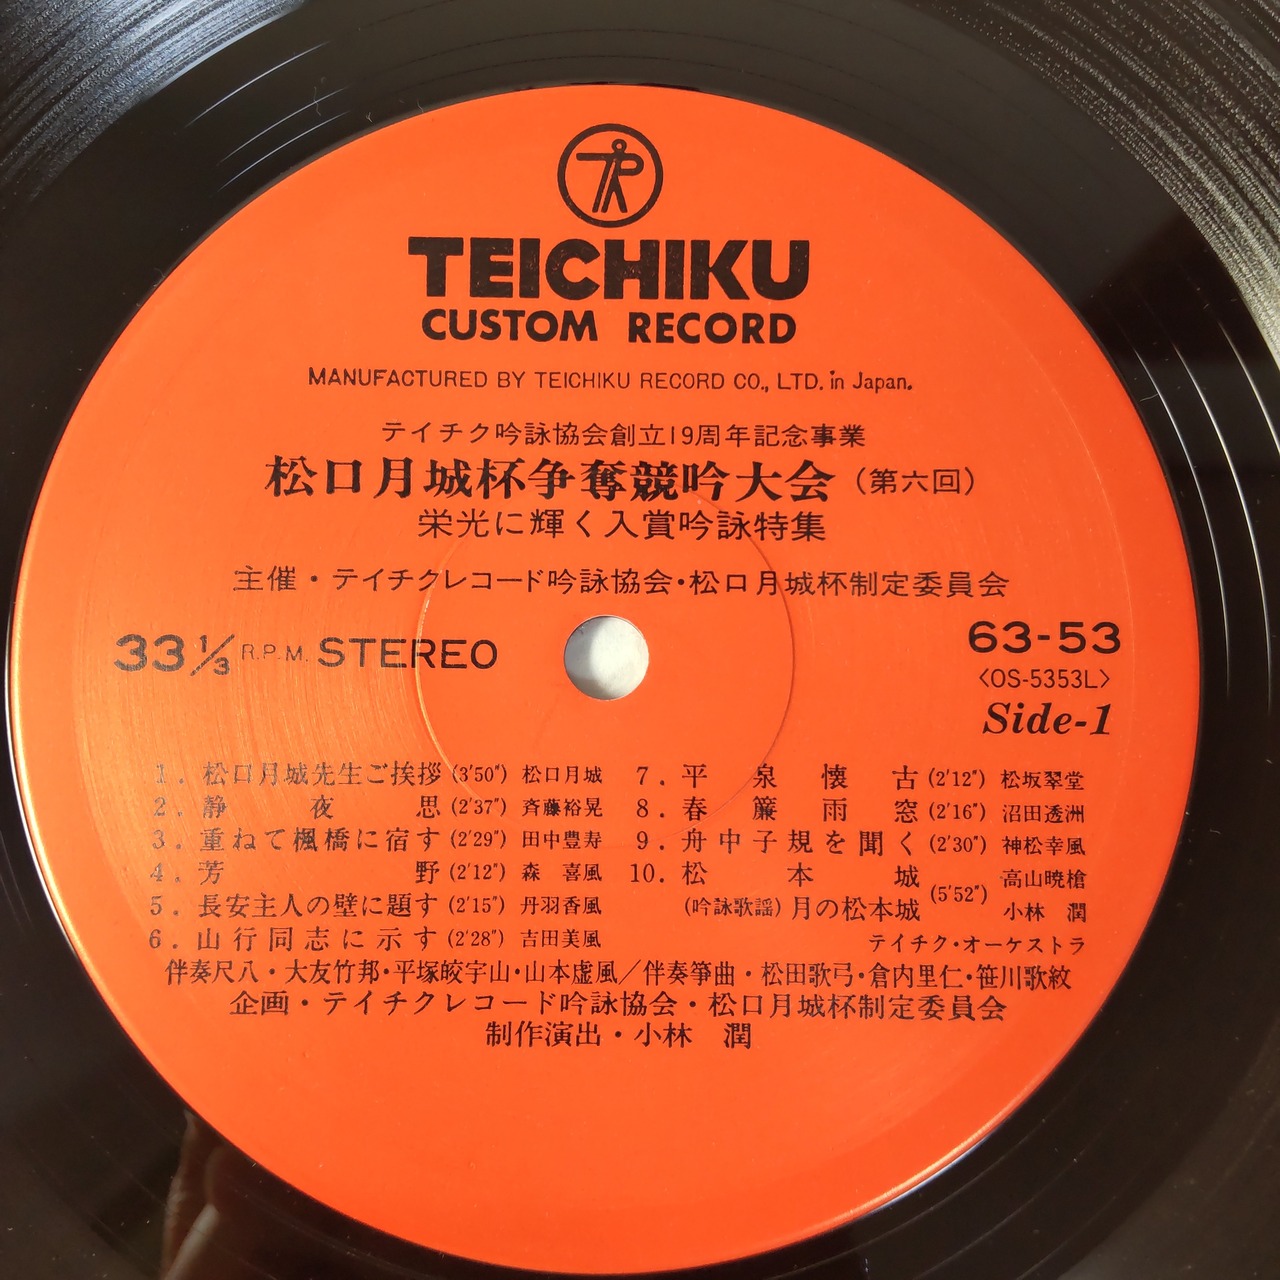 TEICHIKU
CUSTOM RECORD
MANUFACTURED BY TEICHIKU RECORD CO., LTD. in Japan.
テイチク吟詠協会創立19周年記念事業
松口月城杯争奪競吟大会(第六回)
栄光に輝く入賞吟詠特集
主催・テイチクレコード吟詠協会・松口月城杯制定委員会
33 1/3 R.P.M. STEREO
63-53
〈OS-5353L〉
Side-1
1. 松口月城先生ご挨拶 (3'50") 松口月城
2. 静夜思 (2'37") 斉藤裕晃
3. 重ねて楓橋に宿す (2'29") 田中豊寿
4. 芳野 (2'12") 森 喜風
5. 長安主人の壁に題す (2'15") 丹羽香風
6. 山行同志に示す (2'28") 吉田美風
7. 平泉懐古 (2'12") 松坂翠堂
8. 春簾雨窓 (2'16") 沼田透洲
9. 舟中子規を聞く (2'30") 神松幸風
10. 松本城 高山暁槍
(吟詠歌謡) 月の松本城 (5'52") 小林 潤
テイチク・オーケストラ
伴奏尺八・大友竹邦・平塚皎宇山・山本虚風/伴奏箏曲・松田歌弓・倉内里仁・笹川歌紋
企画・テイチクレコード吟詠協会・松口月城杯制定委員会
制作演出・小林 潤